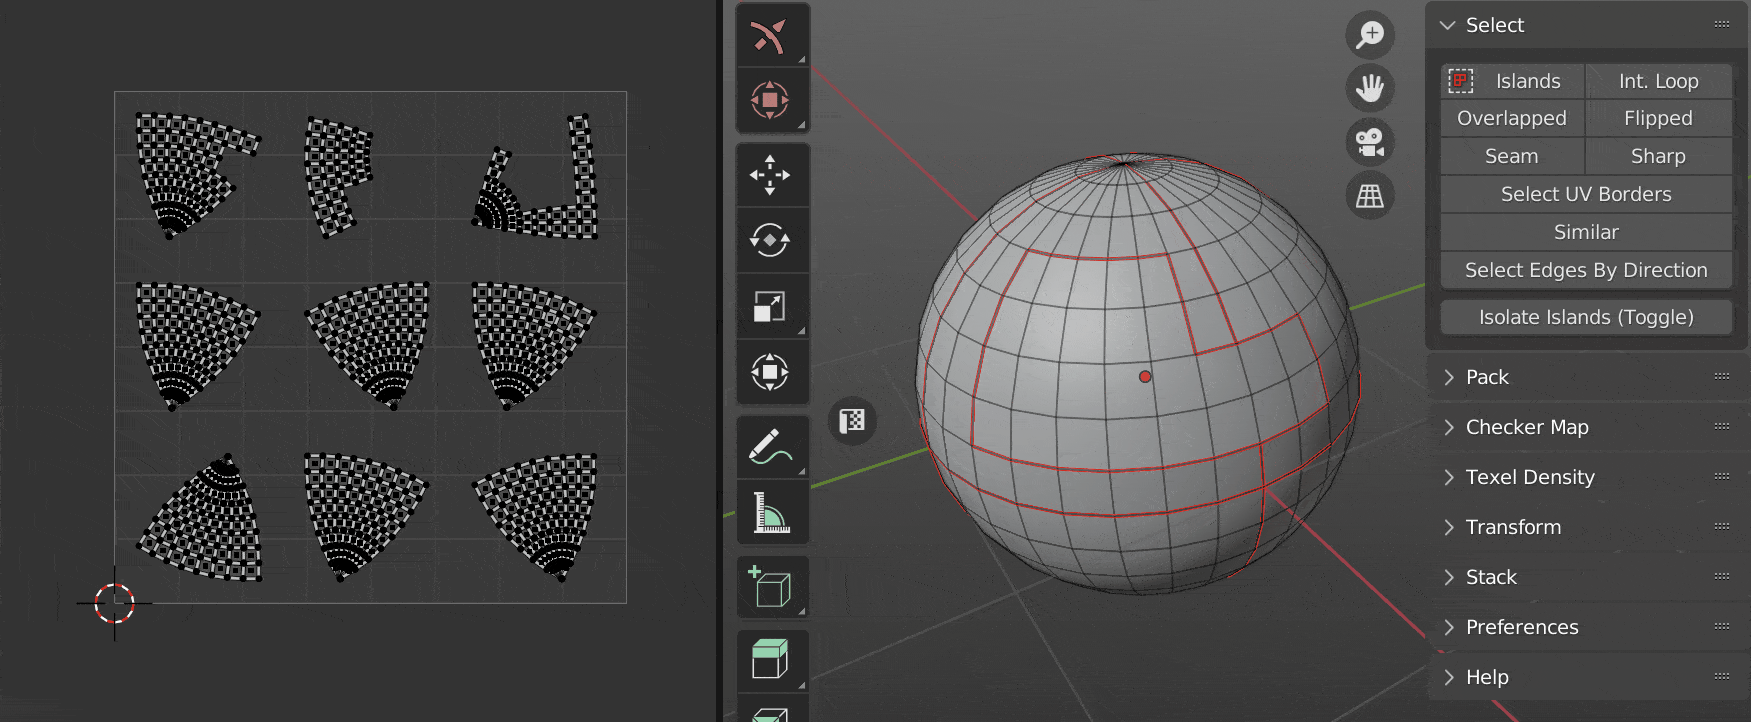 Select
Islands
Int. Loop
Overlapped
Flipped
Seam
Sharp
Select UV Borders
Similar
Select Edges By Direction
Isolate Islands (Toggle)
Pack
Checker Map
Texel Density
Transform
Stack
Preferences
Help